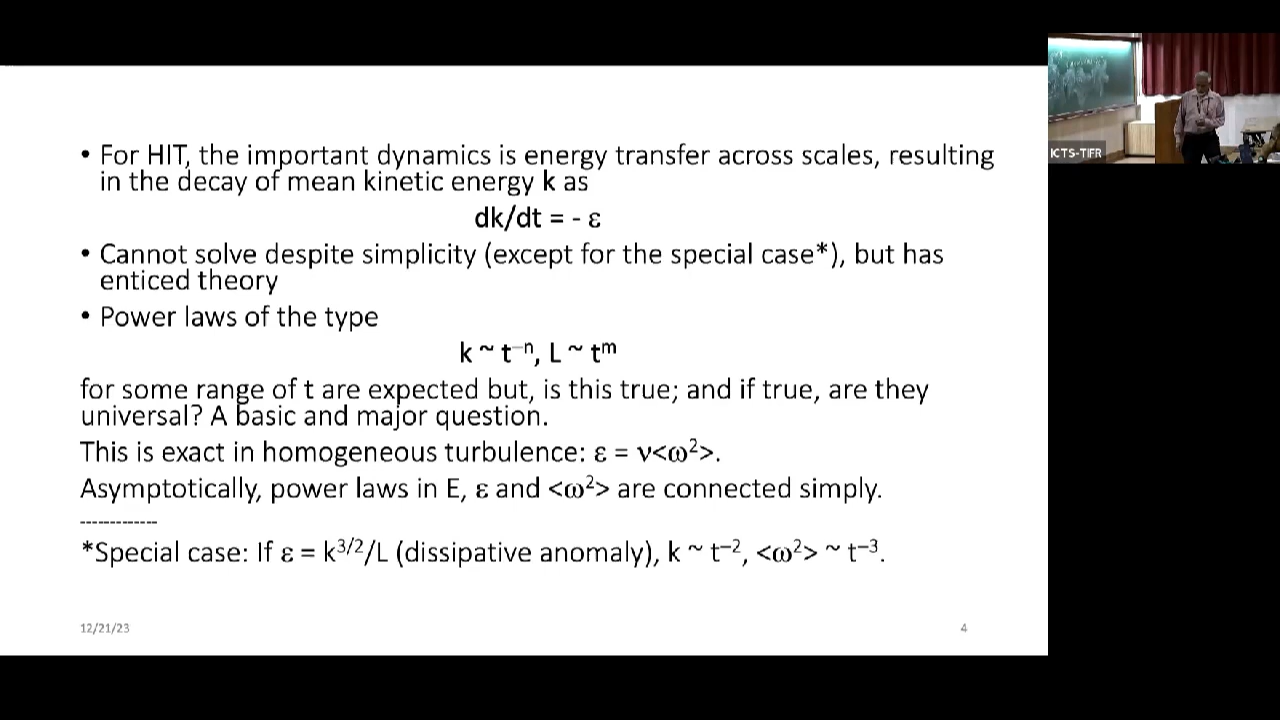 • For HIT, the important dynamics is energy transfer across scales, resulting
in the decay of mean kinetic energy k as
dk/dt = - ε
• Cannot solve despite simplicity (except for the special case*), but has
enticed theory
• Power laws of the type
k ~ t⁻ⁿ, L ~ tᵐ
for some range of t are expected but, is this true; and if true, are they
universal? A basic and major question.
This is exact in homogeneous turbulence: ε = ν<ω²>.
Asymptotically, power laws in E, ε and <ω²> are connected simply.
-------------
*Special case: If ε = k³ᐟ²/L (dissipative anomaly), k ~ t⁻², <ω²> ~ t⁻³.
12/21/23
4
ICTS-TIFR